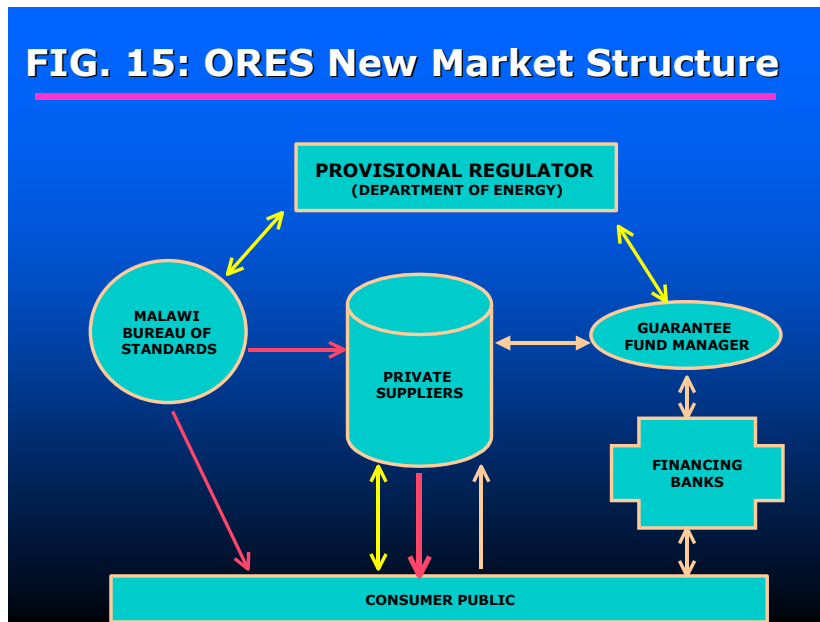 FIG. 15: ORES New Market Structure
PROVISIONAL REGULATOR
(DEPARTMENT OF ENERGY)
MALAWI
BUREAU OF
STANDARDS
PRIVATE
SUPPLIERS
GUARANTEE
FUND MANAGER
FINANCING
BANKS
CONSUMER PUBLIC